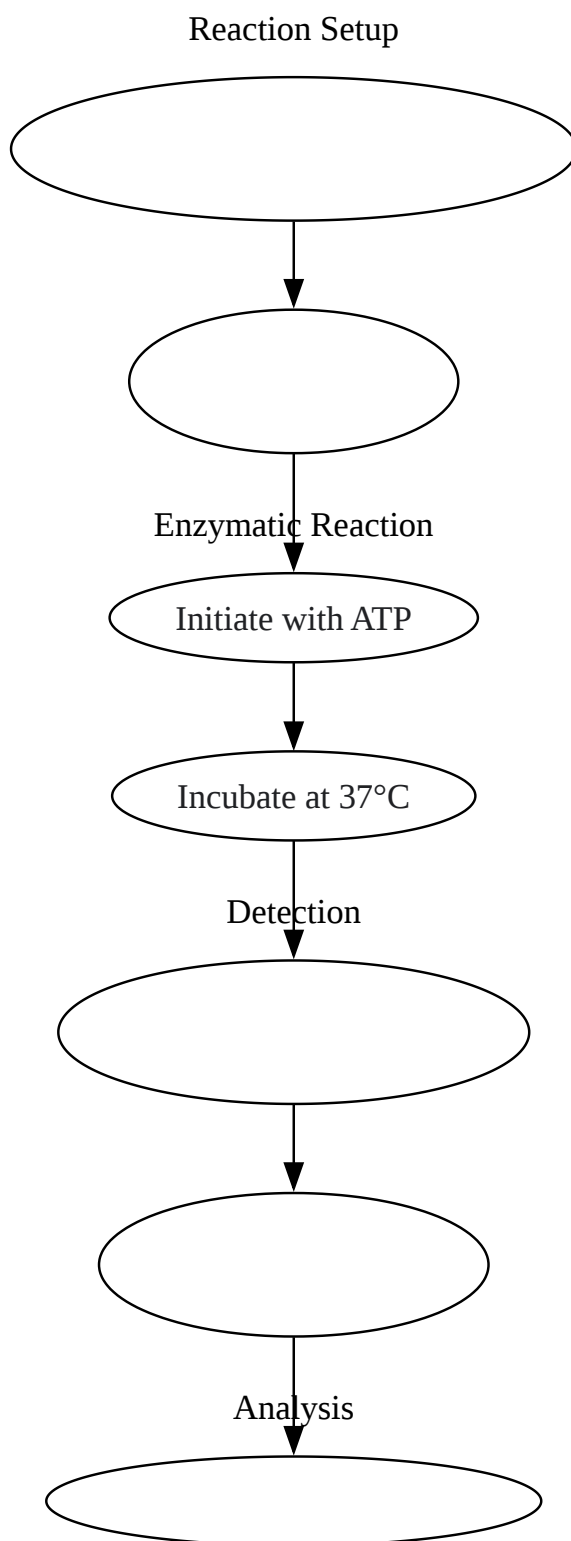 Reaction Setup
Enzymatic Reaction
Initiate with ATP
Incubate at 37°C
Detection
Analysis